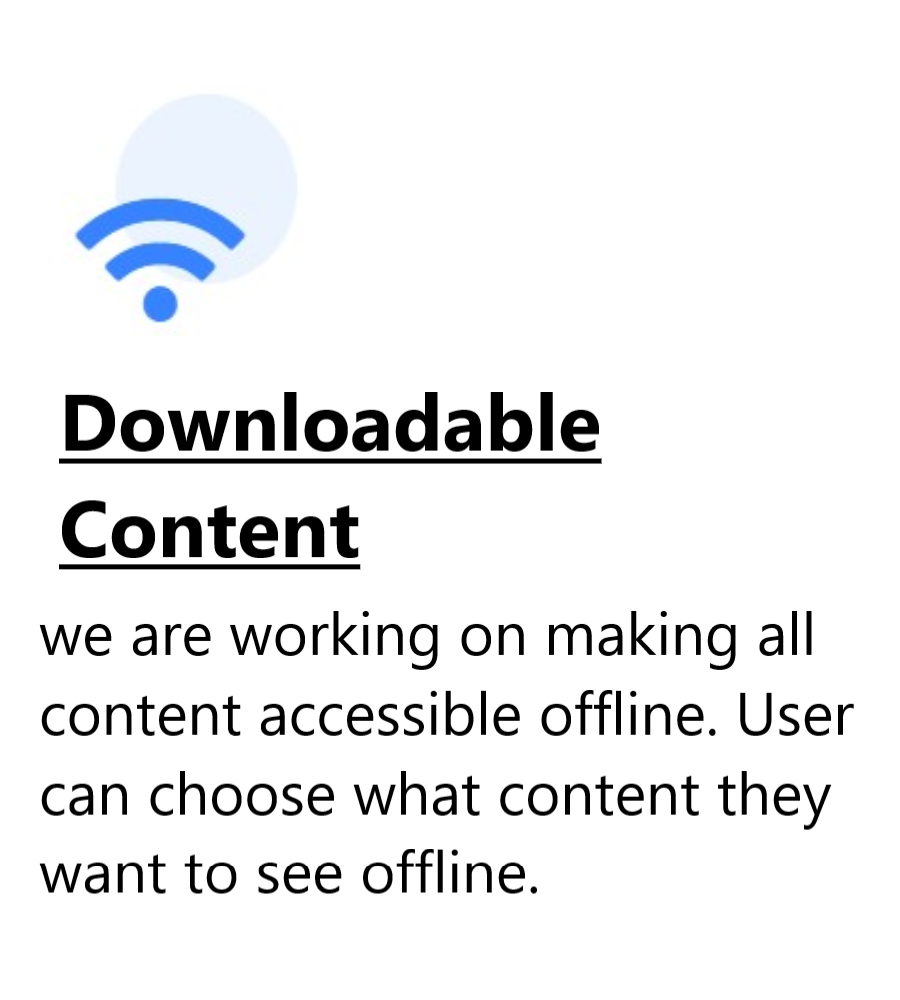 Downloadable
Content
we are working on making all
content accessible offline. User
can choose what content they
want to see offline.